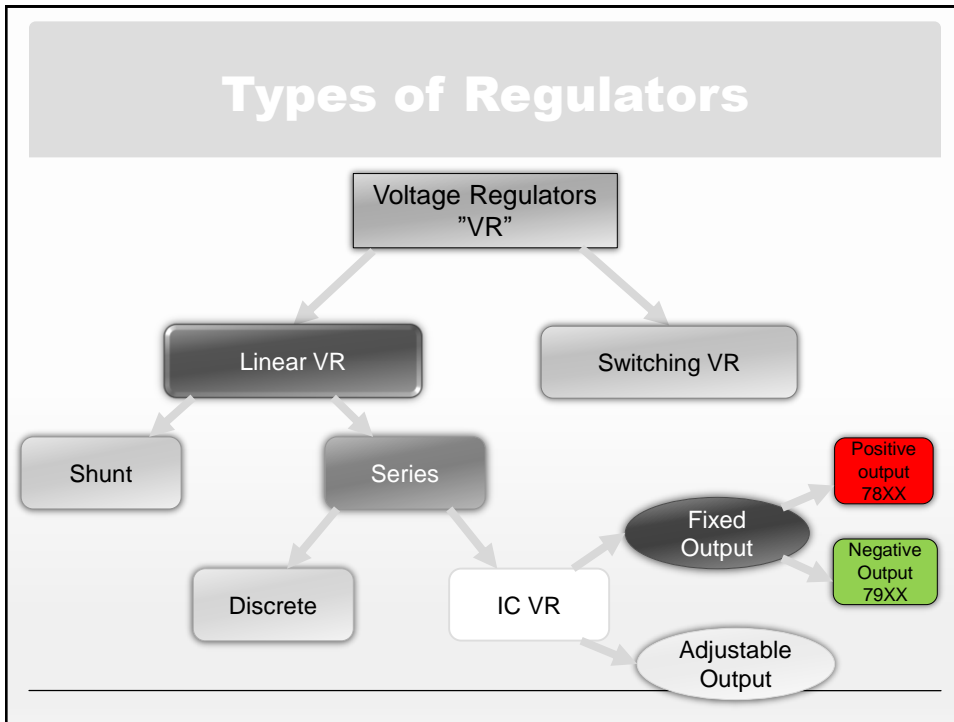 Types of Regulators
Voltage Regulators
”VR”
Linear VR
Switching VR
Shunt
Series
Positive
output
78XX
Fixed
Output
Negative
Output
79XX
Discrete
IC VR
Adjustable
Output